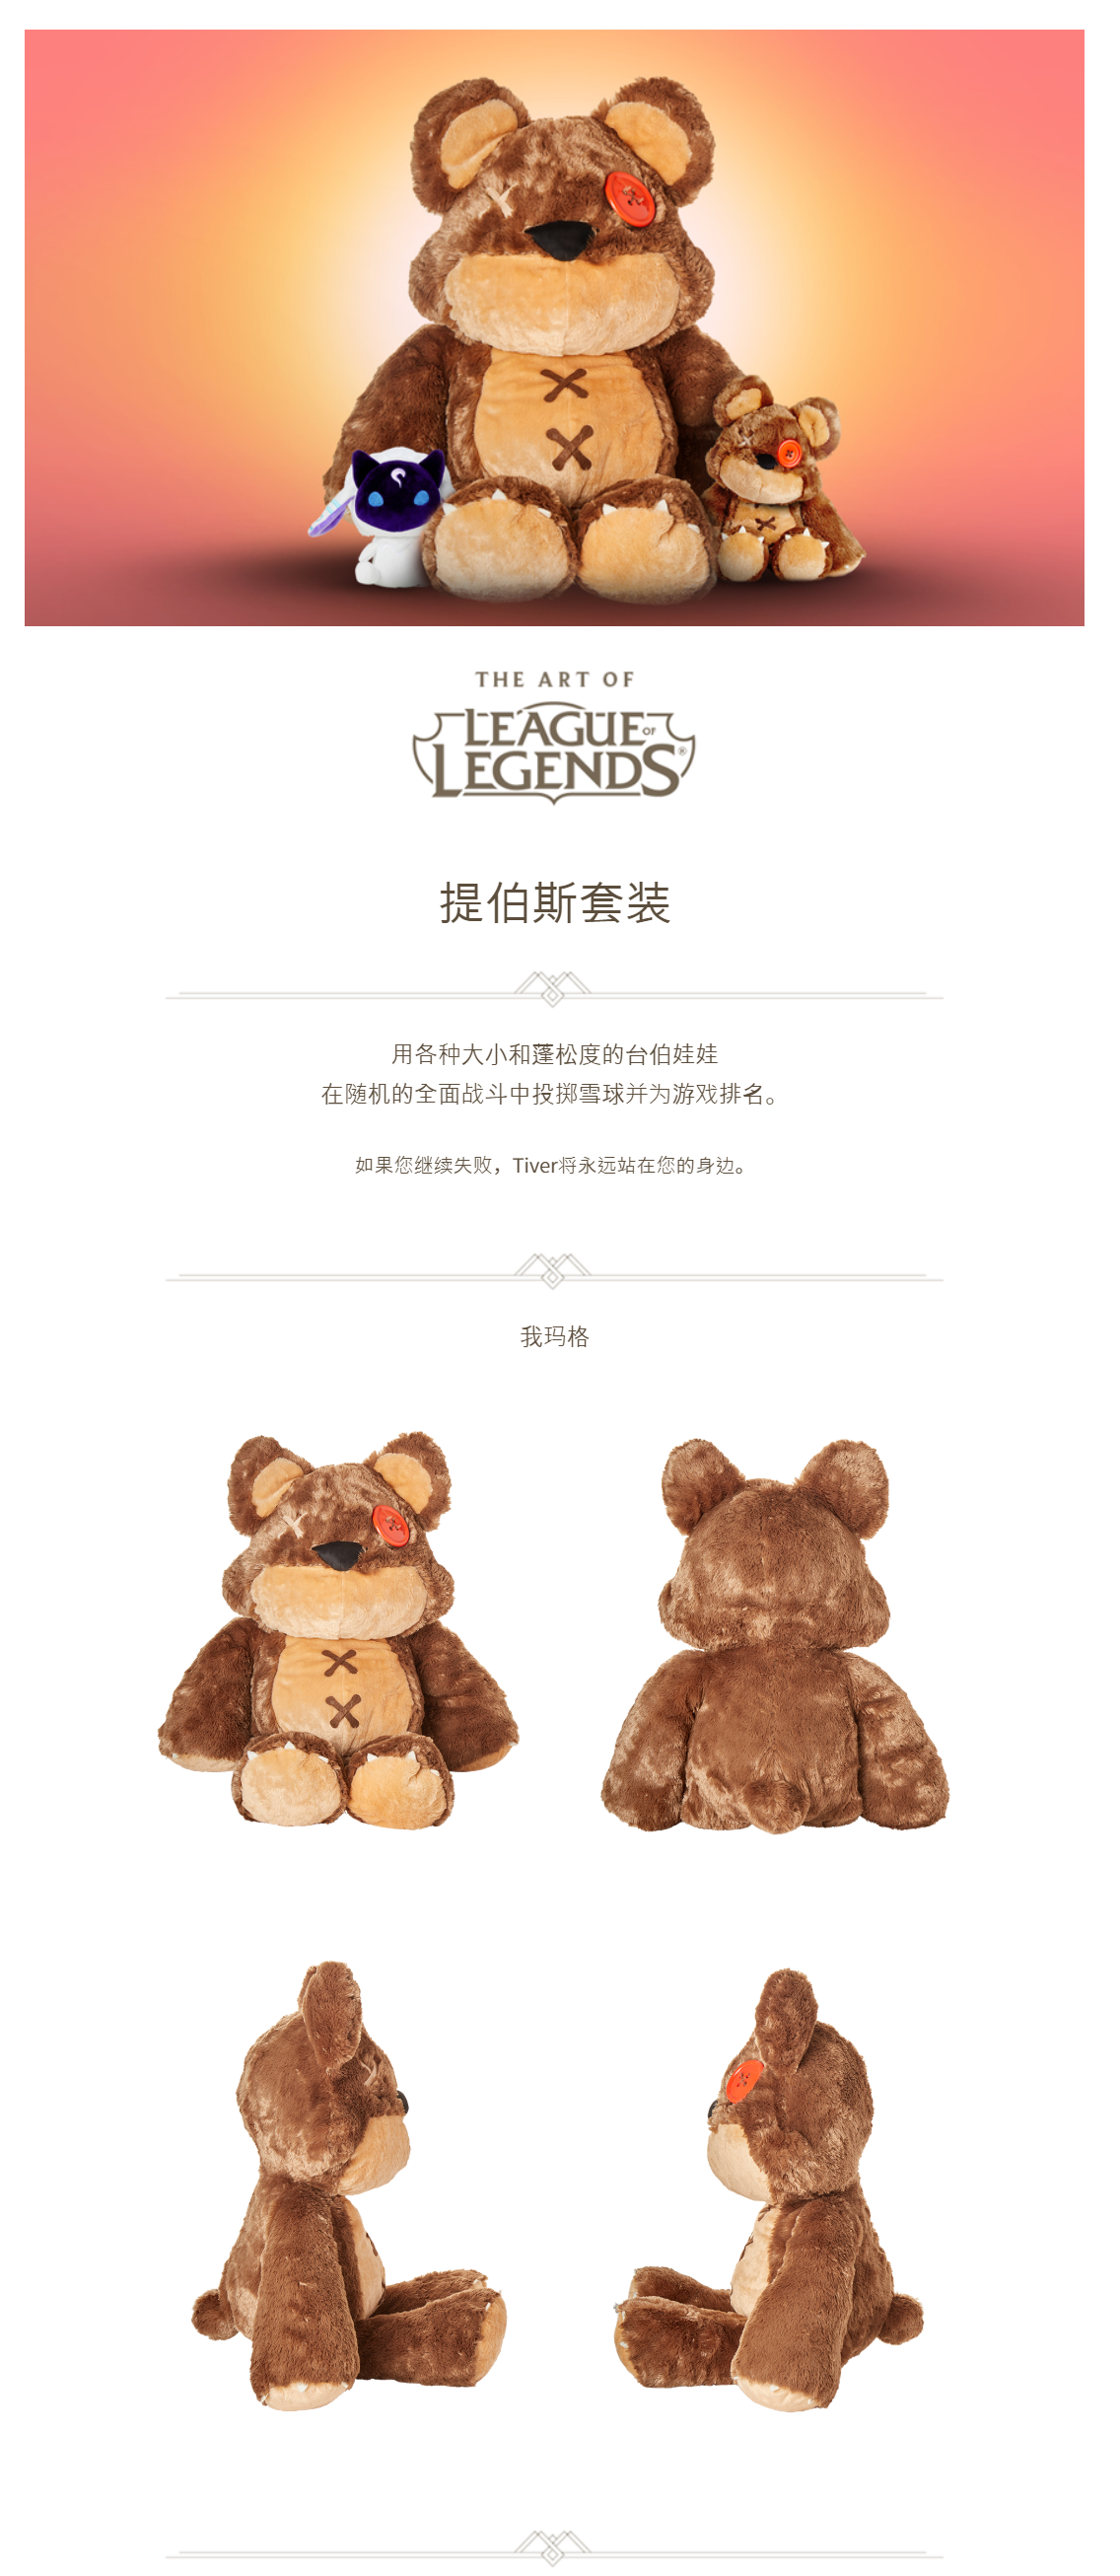 THE ART OF
LEAGUE OF
LEGENDS®
提伯斯套装
用各种大小和蓬松度的台伯娃娃
在随机的全面战斗中投掷雪球并为游戏排名。
如果您继续失败，Tiver将永远站在您的身边。
我玛格